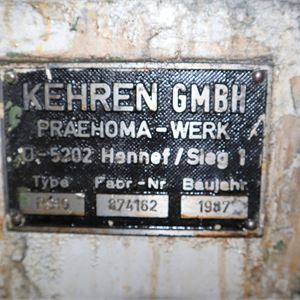 KEHREN GMBH
PRAEHOMA-WERK
D-5202 Hennef/Sieg 1
Type Fabr-Nr Baujahr
874162 1987